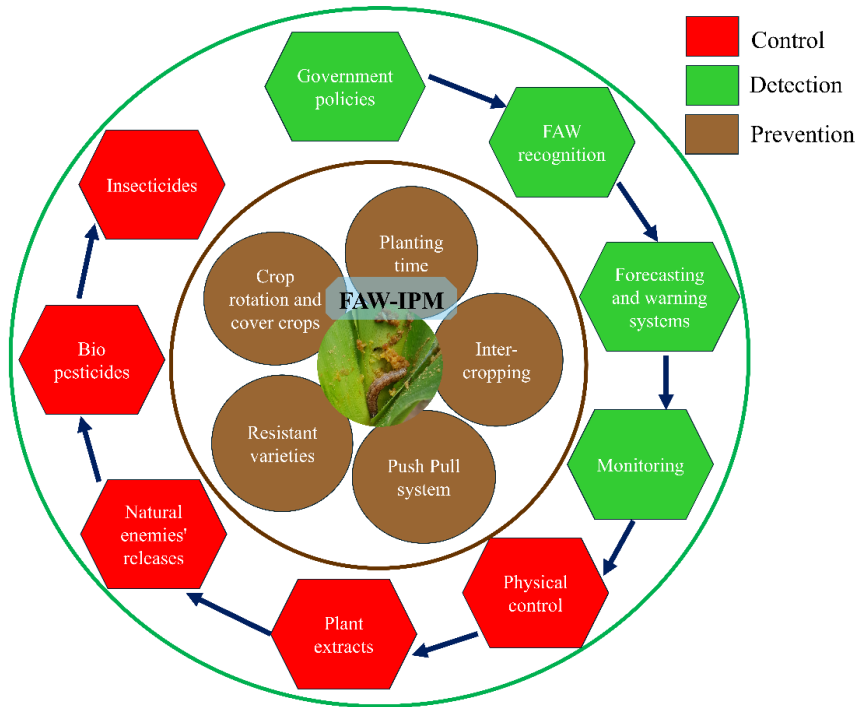 Control
Detection
Prevention
Government
policies
FAW
recognition
Forecasting
and warning
systems
Monitoring
Physical
control
Plant
extracts
Natural
enemies'
releases
Bio
pesticides
Insecticides
Planting
time
Crop
rotation and
cover crops
FAW-IPM
Inter-
cropping
Resistant
varieties
Push Pull
system